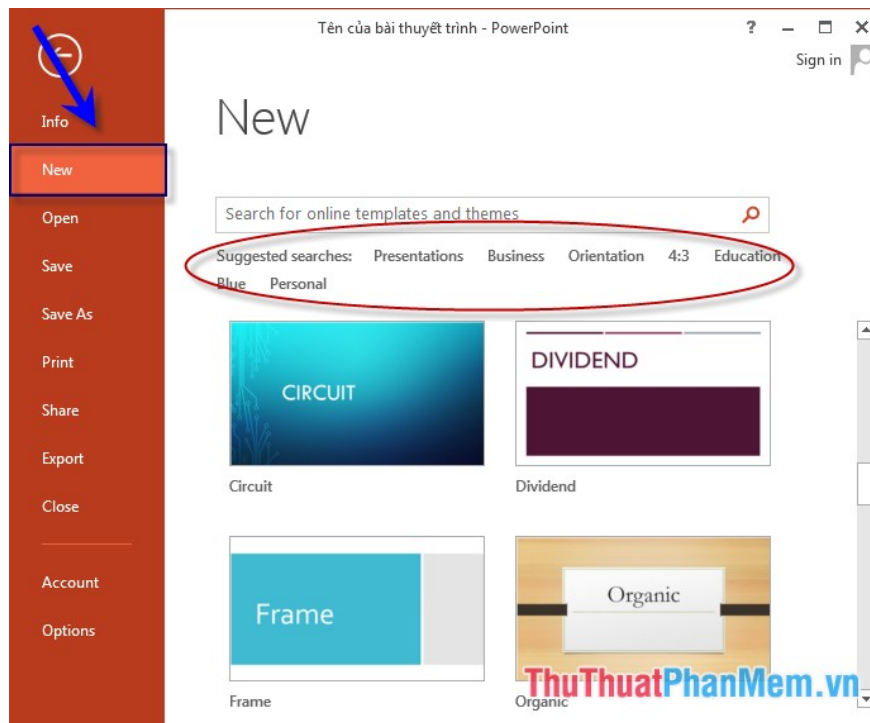 Tên của bài thuyết trình - PowerPoint
?
Sign in
Info
New
Open
Save
Save As
Print
Share
Export
Close
Account
Options
New
Search for online templates and themes
Suggested searches: Presentations Business Orientation 4:3 Education
Blue Personal
CIRCUIT
DIVIDEND
Circuit
Dividend
Frame
Organic
Frame
Organic
ThuThuatPhanMem.vn